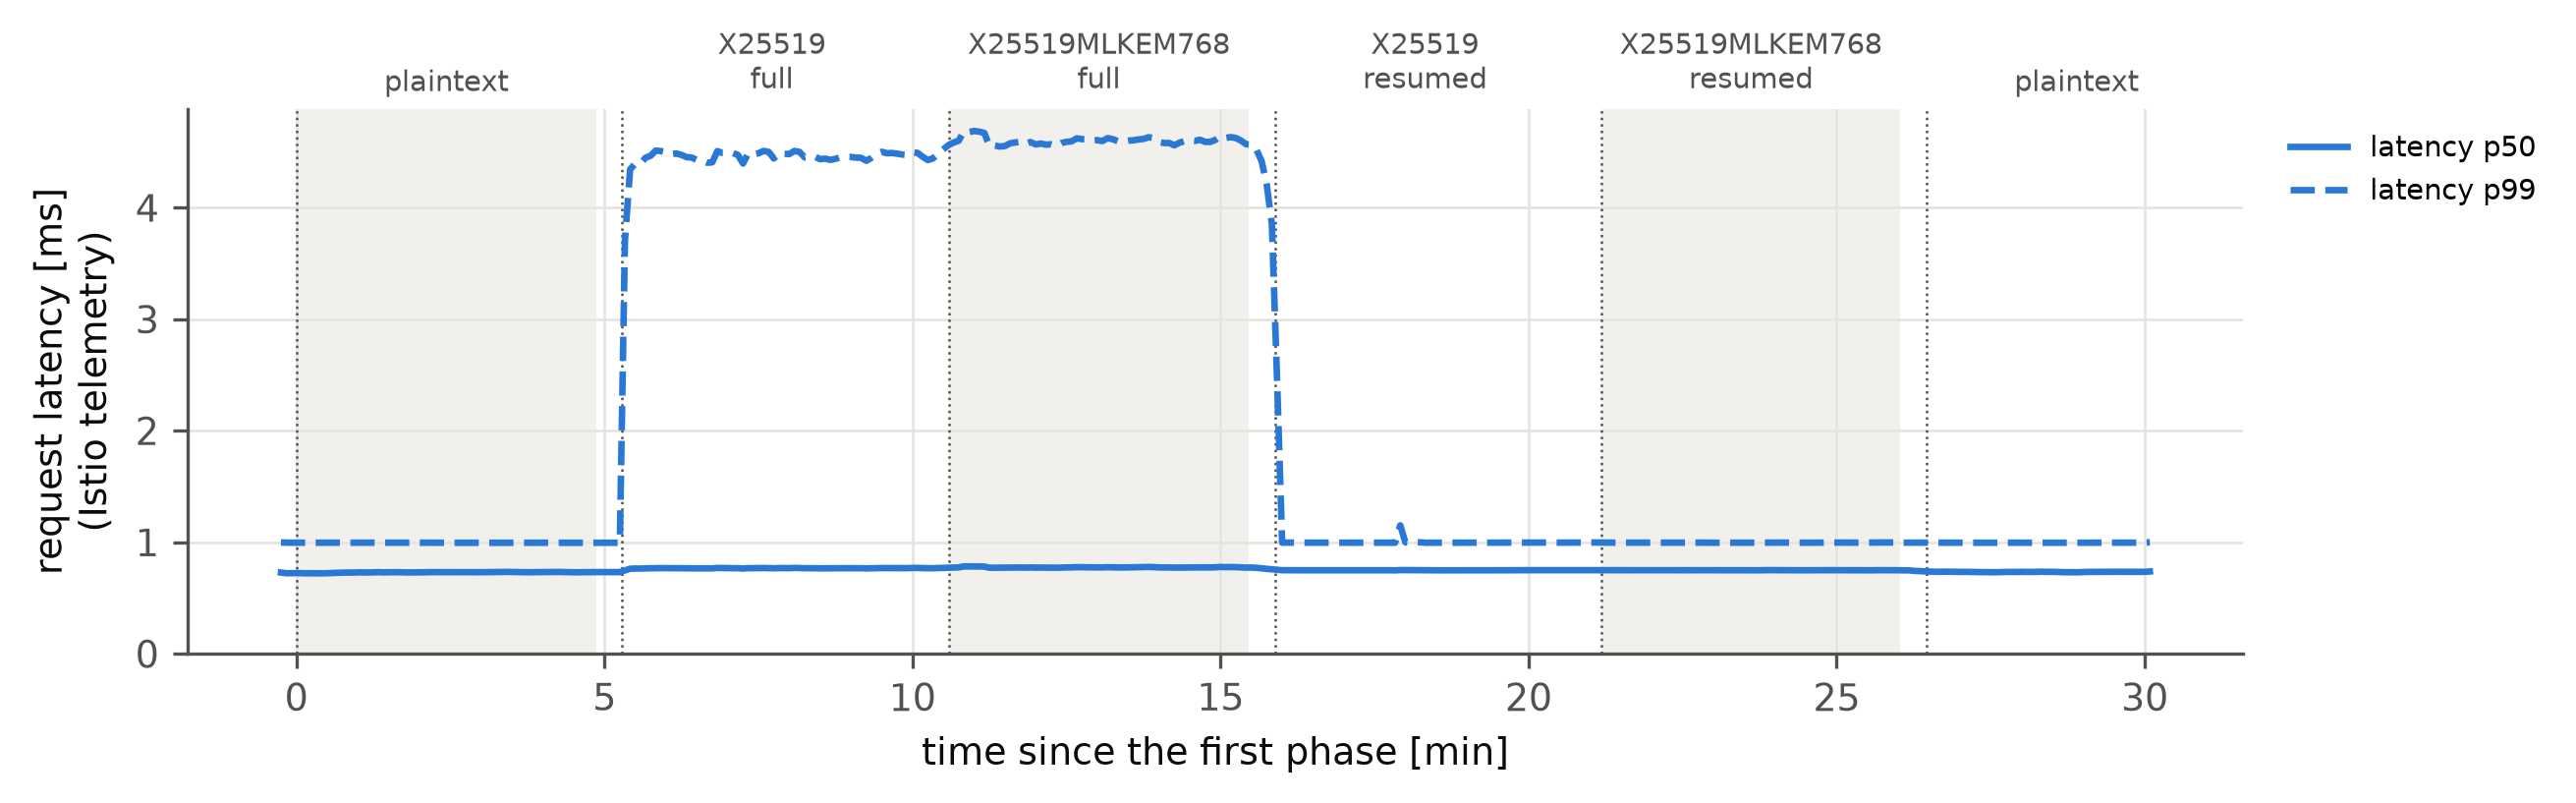 X25519
full
X25519MLKEM768
full
X25519
resumed
X25519MLKEM768
resumed
plaintext
plaintext
latency p50
latency p99
request latency [ms]
(Istio telemetry)
4
3
2
1
0
0
5
10
15
20
25
30
time since the first phase [min]